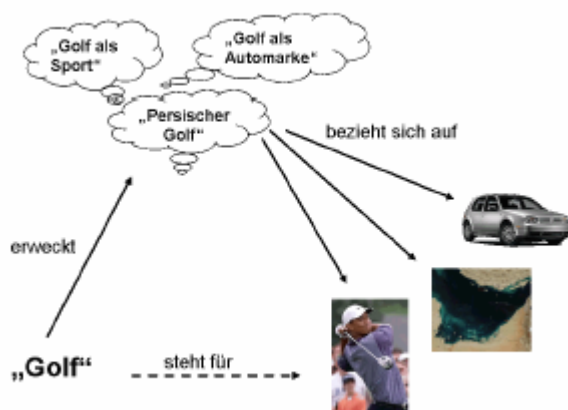 „Golf als
Sport“
„Golf als
Automarke“
„Persischer
Golf“
bezieht sich auf
erweckt
„Golf“
steht für